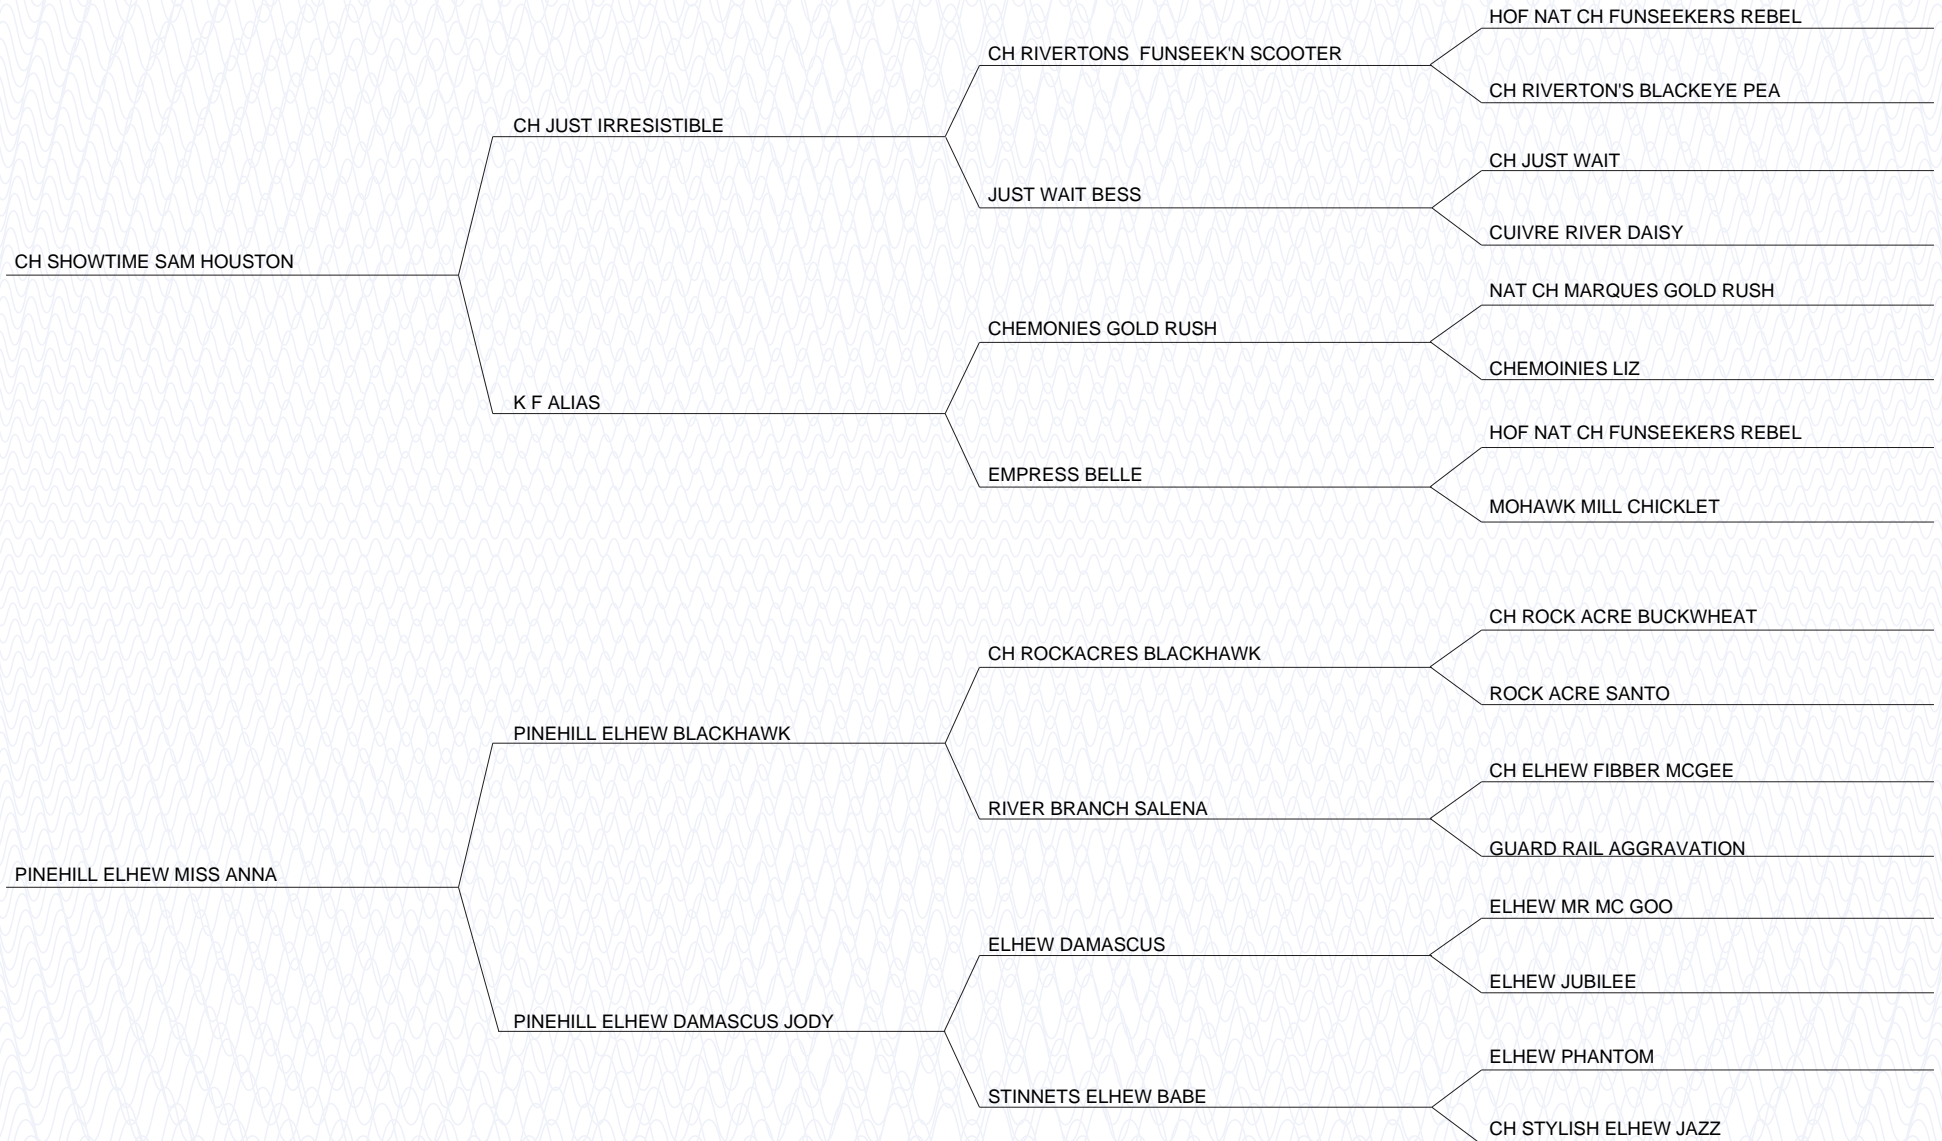 HOF NAT CH FUNSEEKERS REBEL
CH RIVERTONS  FUNSEEK'N SCOOTER
CH RIVERTON'S BLACKEYE PEA
CH JUST IRRESISTIBLE
CH JUST WAIT
JUST WAIT BESS
CUIVRE RIVER DAISY
CH SHOWTIME SAM HOUSTON
NAT CH MARQUES GOLD RUSH
CHEMONIES GOLD RUSH
CHEMOINIES LIZ
K F ALIAS
HOF NAT CH FUNSEEKERS REBEL
EMPRESS BELLE
MOHAWK MILL CHICKLET
CH ROCK ACRE BUCKWHEAT
CH ROCKACRES BLACKHAWK
ROCK ACRE SANTO
PINEHILL ELHEW BLACKHAWK
CH ELHEW FIBBER MCGEE
RIVER BRANCH SALENA
GUARD RAIL AGGRAVATION
PINEHILL ELHEW MISS ANNA
ELHEW MR MC GOO
ELHEW DAMASCUS
ELHEW JUBILEE
PINEHILL ELHEW DAMASCUS JODY
ELHEW PHANTOM
STINNETS ELHEW BABE
CH STYLISH ELHEW JAZZ